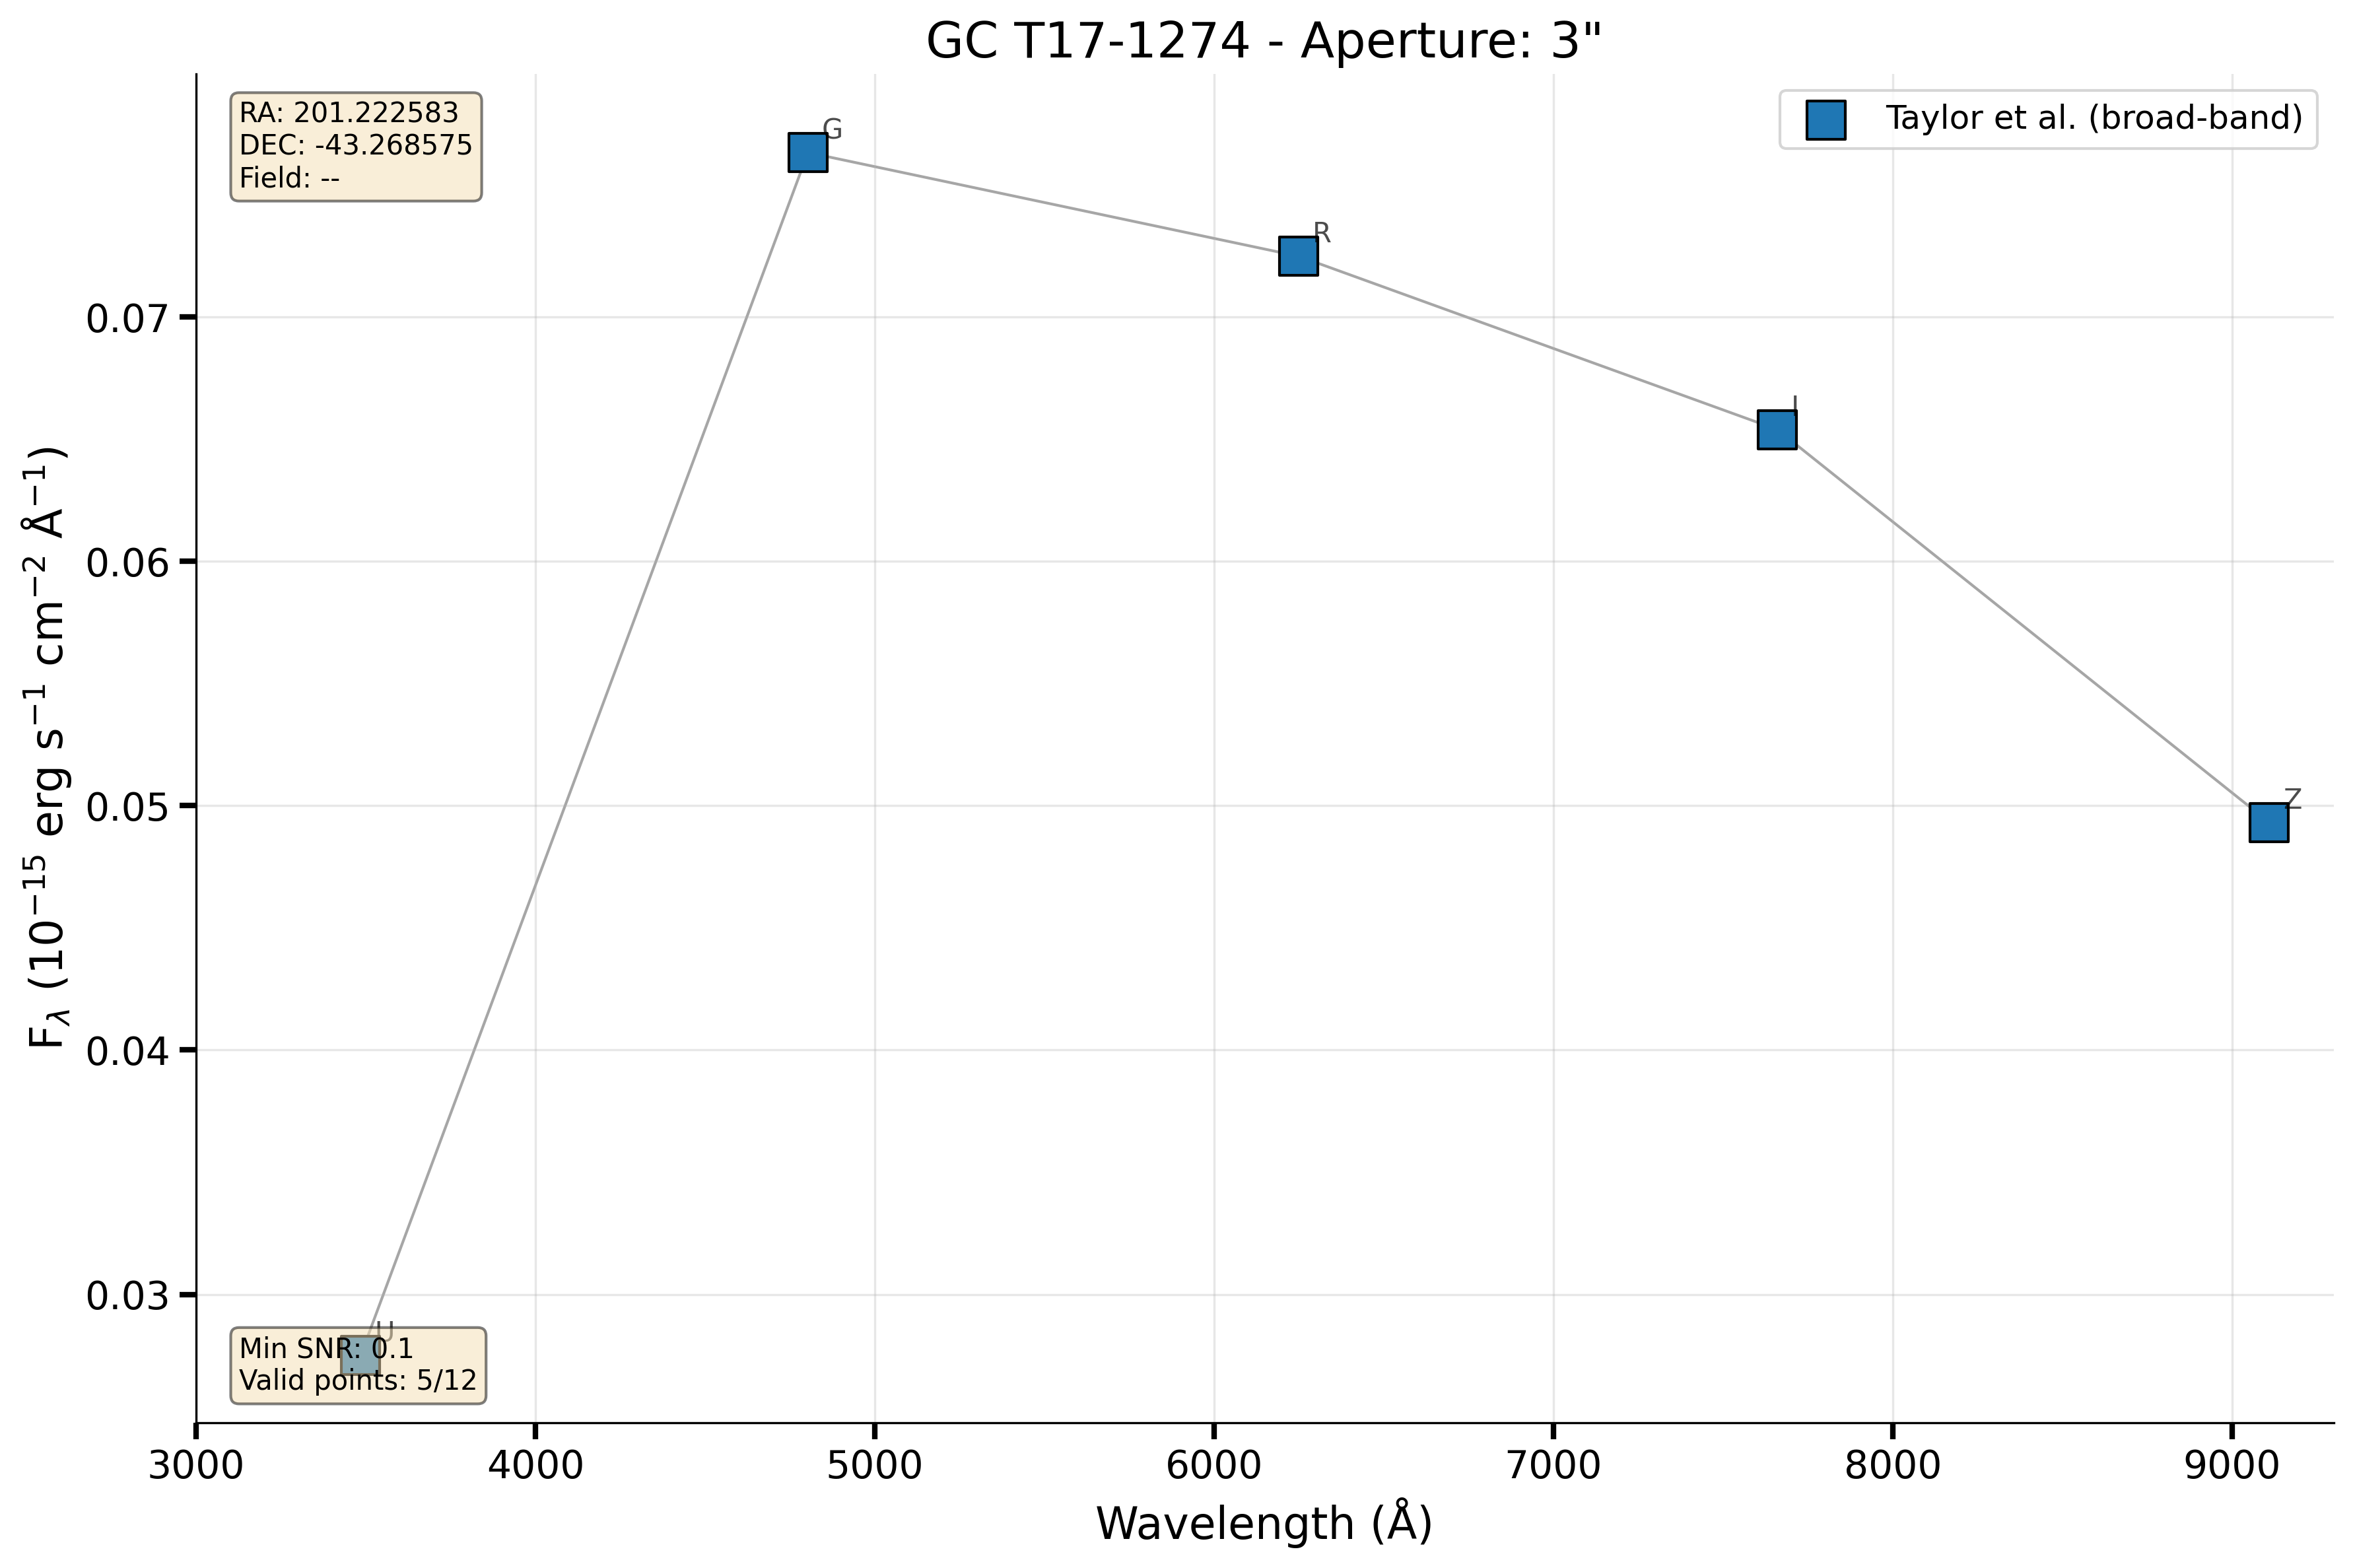 GC T17-1274 - Aperture: 3"
RA: 201.222583
DEC: -43.268575
Field: --
Taylor et al. (broad-band)
G
R
I
Z
U
Min SNR: 0.1
Valid points: 5/12
0.07
0.06
0.05
0.04
0.03
F_λ (10⁻¹⁵ erg s⁻¹ cm⁻² Å⁻¹)
3000 4000 5000 6000 7000 8000 9000
Wavelength (Å)